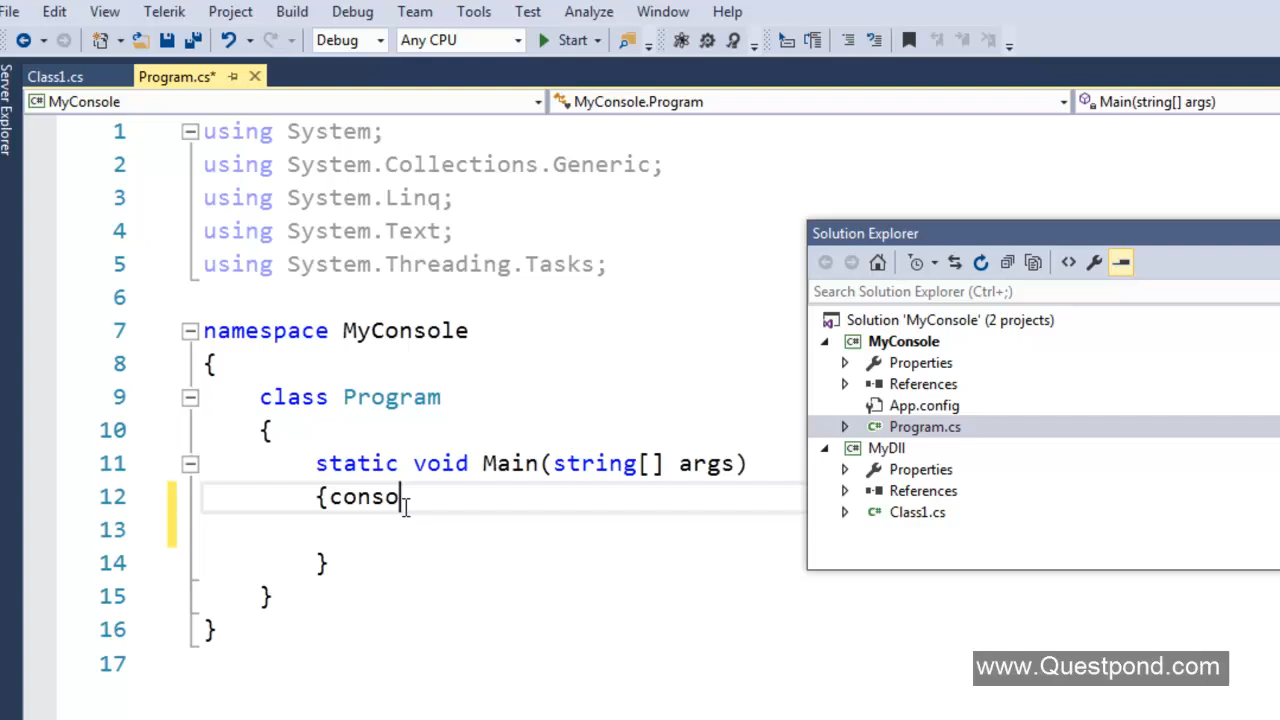 File Edit View Telerik Project Build Debug Team Tools Test Analyze Window Help
Debug Any CPU Start
Server Explorer
Class1.cs Program.cs*
MyConsole MyConsole.Program Main(string[] args)
1 using System;
2 using System.Collections.Generic;
3 using System.Linq;
4 using System.Text;
5 using System.Threading.Tasks;
6
7 namespace MyConsole
8 {
9 class Program
10 {
11 static void Main(string[] args)
12 {conso
13
14 }
15 }
16 }
17
Solution Explorer
Search Solution Explorer (Ctrl+;)
Solution 'MyConsole' (2 projects)
C# MyConsole
Properties
References
App.config
C# Program.cs
C# MyDll
Properties
References
C# Class1.cs
www.Questpond.com